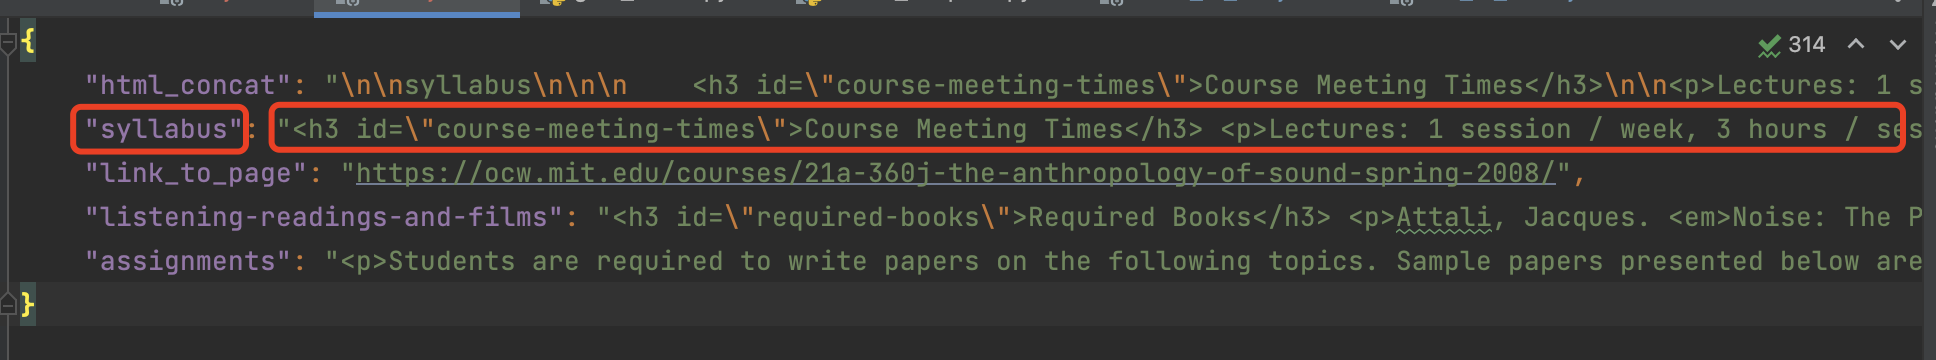 {
314
"html_concat": "\n\nsyllabus\n\n\n    <h3 id=\"course-meeting-times\">Course Meeting Times</h3>\n\n<p>Lectures: 1 s
"syllabus": "<h3 id=\"course-meeting-times\">Course Meeting Times</h3> <p>Lectures: 1 session / week, 3 hours / ses
"link_to_page": "https://ocw.mit.edu/courses/21a-360j-the-anthropology-of-sound-spring-2008/",
"listening-readings-and-films": "<h3 id=\"required-books\">Required Books</h3> <p>Attali, Jacques. <em>Noise: The P
"assignments": "<p>Students are required to write papers on the following topics. Sample papers presented below are
}